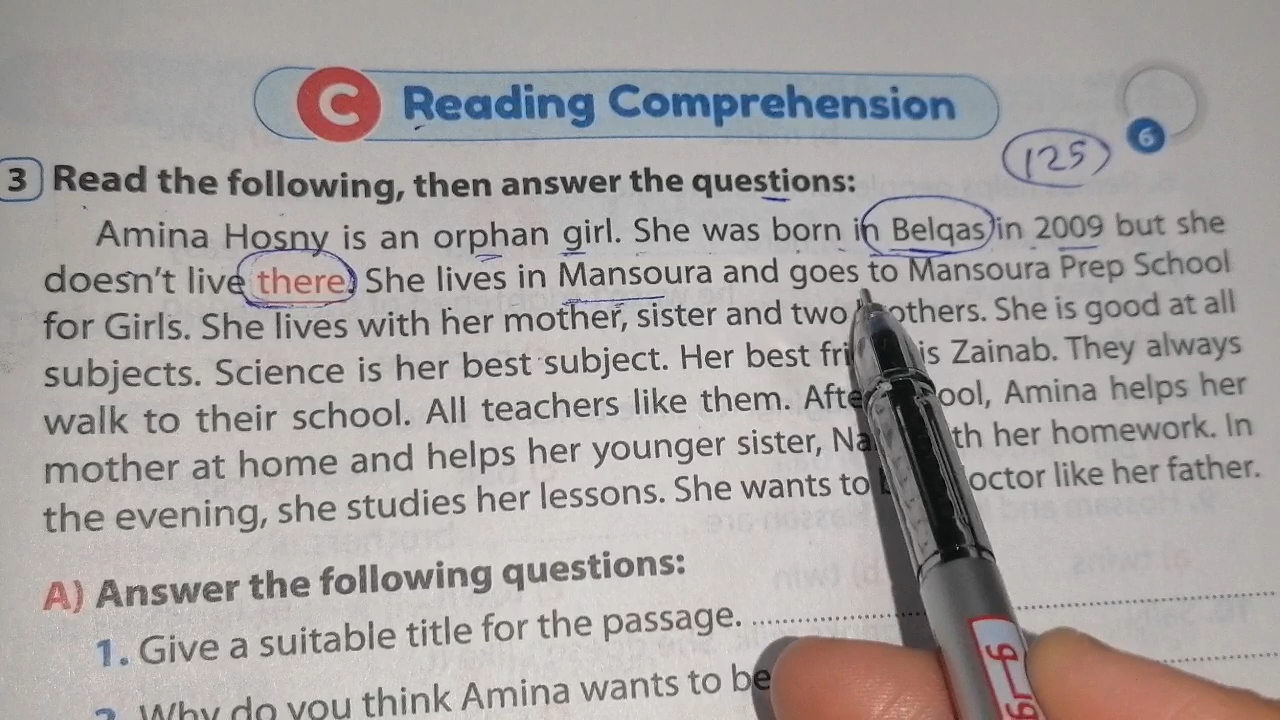 C Reading Comprehension
6
125
3 Read the following, then answer the questions:
Amina Hosny is an orphan girl. She was born in Belqas in 2009 but she
doesn't live there. She lives in Mansoura and goes to Mansoura Prep School
for Girls. She lives with her mother, sister and two others. She is good at all
subjects. Science is her best subject. Her best fri is Zainab. They always
walk to their school. All teachers like them. Afte ool, Amina helps her
mother at home and helps her younger sister, Na th her homework. In
the evening, she studies her lessons. She wants to octor like her father.
A) Answer the following questions:
1. Give a suitable title for the passage.
2. Why do you think Amina wants to be